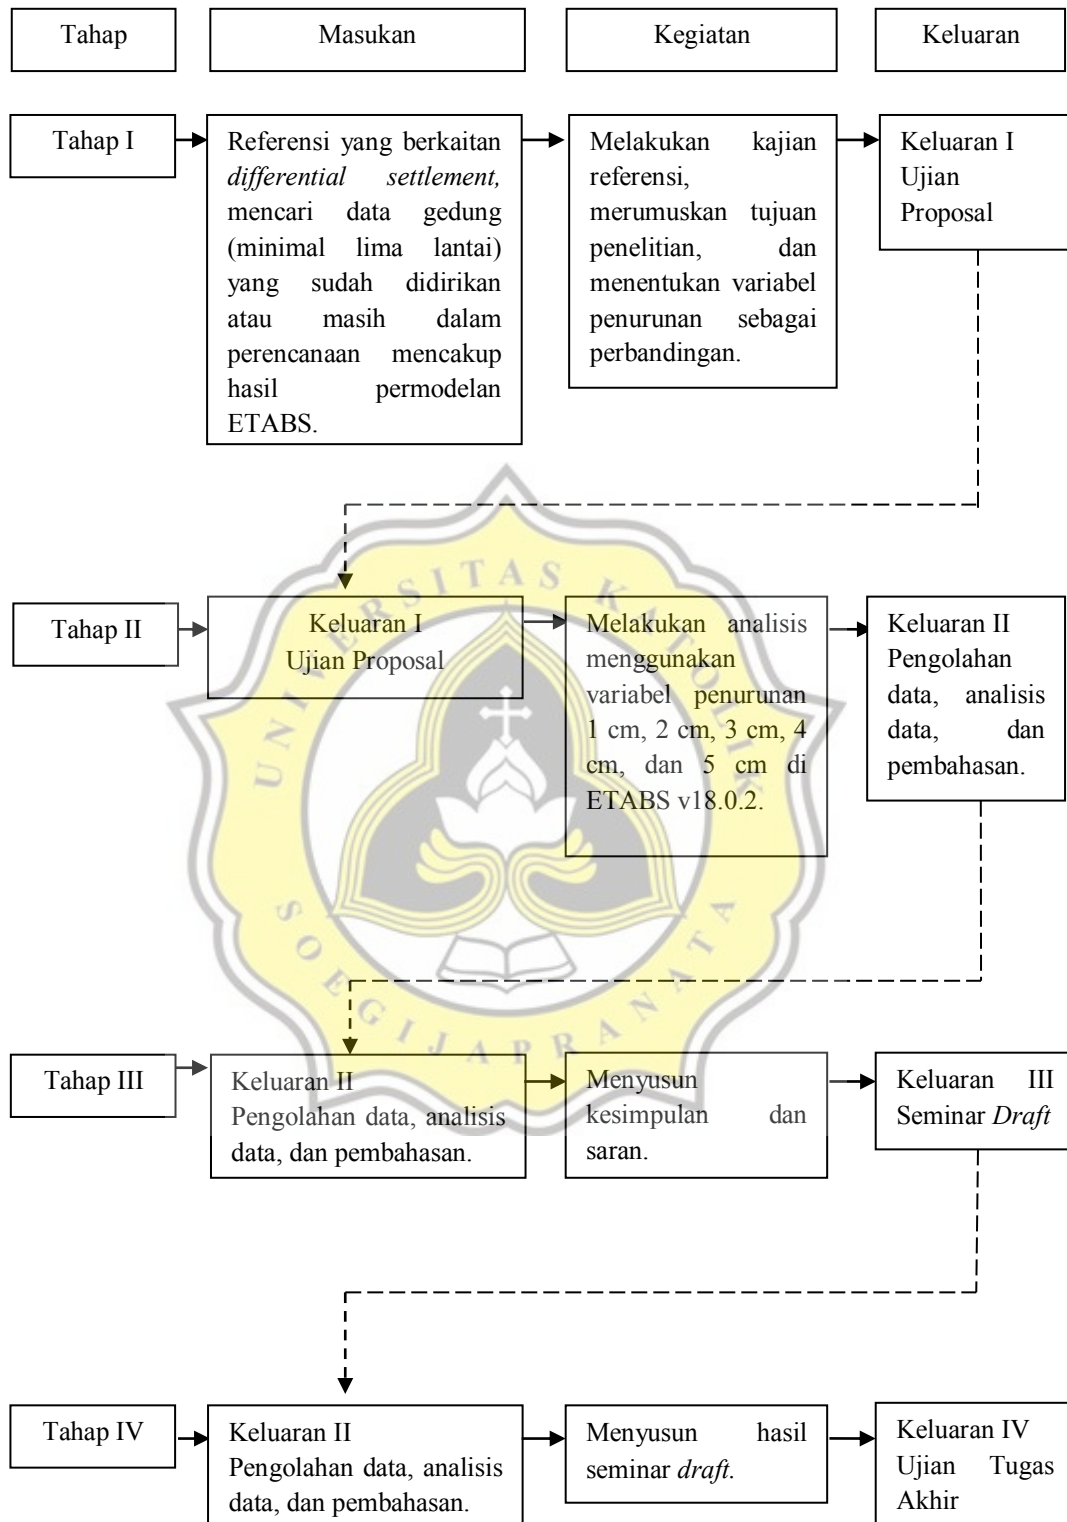 Tahap
Masukan
Kegiatan
Keluaran
Tahap I
Referensi yang berkaitan
differential settlement,
mencari data gedung
(minimal lima lantai)
yang sudah didirikan
atau masih dalam
perencanaan mencakup
hasil permodelan
ETABS.
Melakukan kajian
referensi,
merumuskan tujuan
penelitian, dan
menentukan variabel
penurunan sebagai
perbandingan.
Keluaran I
Ujian
Proposal
Tahap II
Keluaran I
Ujian Proposal
Melakukan analisis
menggunakan
variabel penurunan
1 cm, 2 cm, 3 cm, 4
cm, dan 5 cm di
ETABS v18.0.2.
Keluaran II
Pengolahan
data, analisis
data, dan
pembahasan.
UNIVERSITAS KATOLIK
SOEGIJAPRANATA
Tahap III
Keluaran II
Pengolahan data, analisis
data, dan pembahasan.
Menyusun
kesimpulan dan
saran.
Keluaran III
Seminar Draft
Tahap IV
Keluaran II
Pengolahan data, analisis
data, dan pembahasan.
Menyusun hasil
seminar draft.
Keluaran IV
Ujian Tugas
Akhir